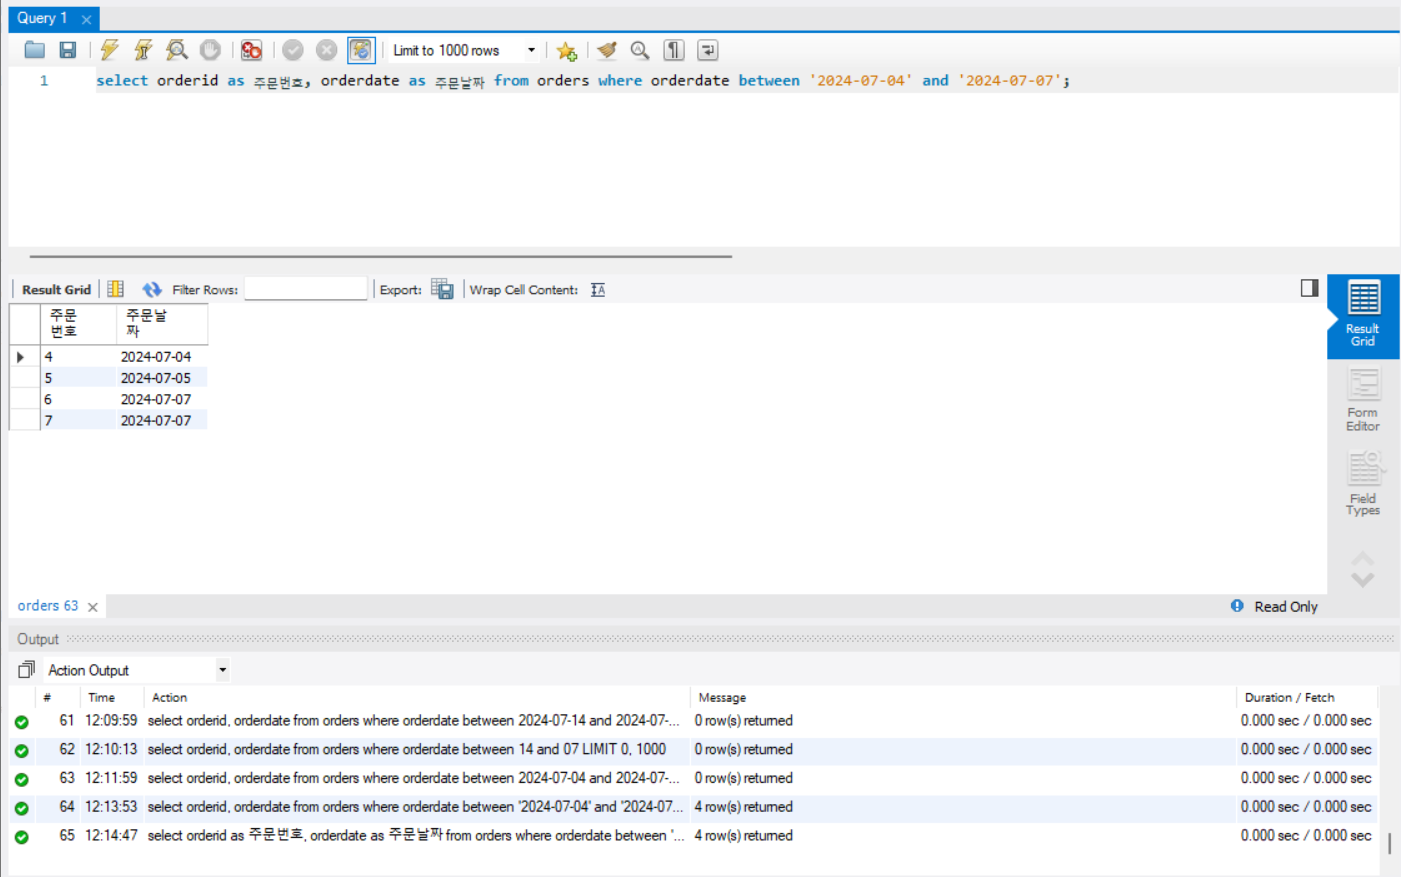 Query 1
Limit to 1000 rows
1 select orderid as 주문번호, orderdate as 주문날짜 from orders where orderdate between '2024-07-04' and '2024-07-07';
Result Grid Filter Rows: Export: Wrap Cell Content:
주문번호 주문날짜
4 2024-07-04
5 2024-07-05
6 2024-07-07
7 2024-07-07
Result Grid
Form Editor
Field Types
orders 63 Read Only
Output
Action Output
# Time Action Message Duration / Fetch
61 12:09:59 select orderid, orderdate from orders where orderdate between 2024-07-14 and 2024-07-... 0 row(s) returned 0.000 sec / 0.000 sec
62 12:10:13 select orderid, orderdate from orders where orderdate between 14 and 07 LIMIT 0, 1000 0 row(s) returned 0.000 sec / 0.000 sec
63 12:11:59 select orderid, orderdate from orders where orderdate between 2024-07-04 and 2024-07-... 0 row(s) returned 0.000 sec / 0.000 sec
64 12:13:53 select orderid, orderdate from orders where orderdate between '2024-07-04' and '2024-07... 4 row(s) returned 0.000 sec / 0.000 sec
65 12:14:47 select orderid as 주문번호, orderdate as 주문날짜 from orders where orderdate between '... 4 row(s) returned 0.000 sec / 0.000 sec